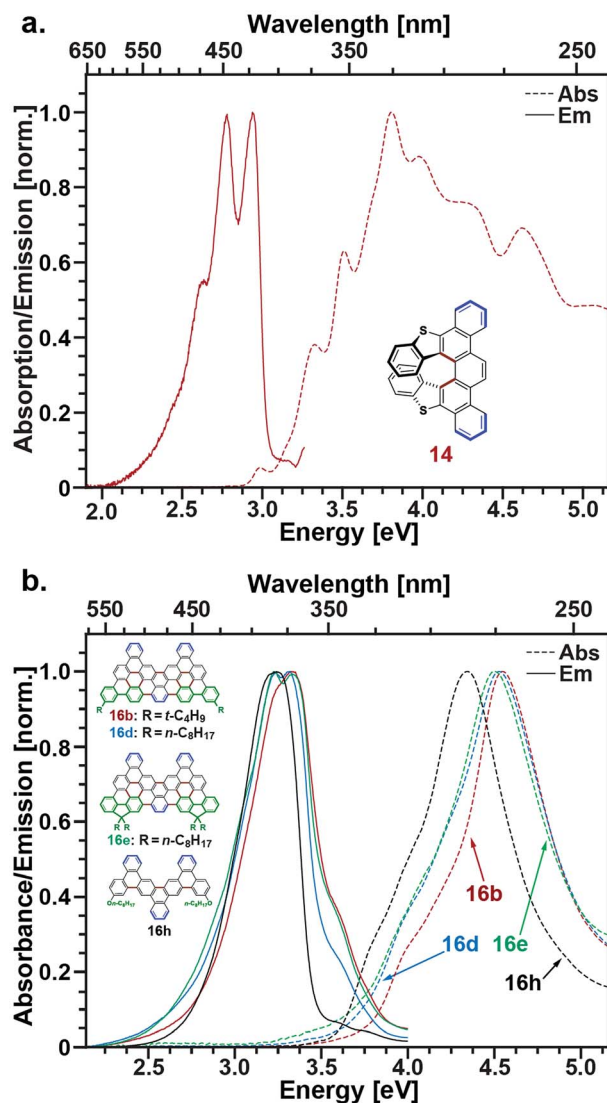 a.
Wavelength [nm]
650 550 450 350 250
Absorption/Emission [norm.]
1.0
0.8
0.6
0.4
0.2
0
Abs
Em
S
S
14
2.0 2.5 3.0 3.5 4.0 4.5 5.0
Energy [eV]
b.
Wavelength [nm]
550 450 350 250
Absorbance/Emission [norm.]
1.0
0.8
0.6
0.4
0.2
0
Abs
Em
R R
16b: R = t-C4H9
16d: R = n-C8H17
R R R R
16e: R = n-C8H17
On-C8H17 n-C8H17O
16h
16b
16d 16e
16h
2.5 3.0 3.5 4.0 4.5 5.0
Energy [eV]